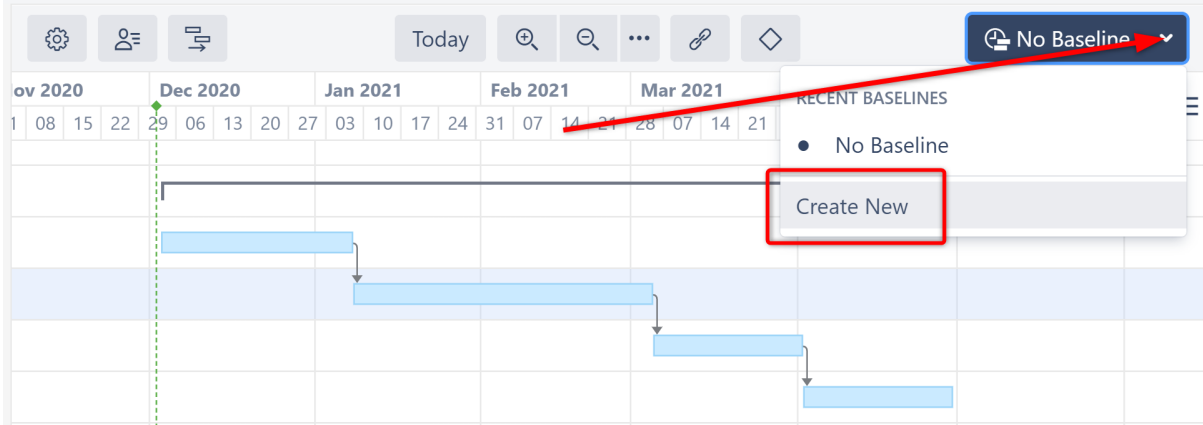 Today
No Baseline
Nov 2020 Dec 2020 Jan 2021 Feb 2021 Mar 2021
08 15 22 29 06 13 20 27 03 10 17 24 31 07 14 21 28 07 14 21
RECENT BASELINES
No Baseline
Create New